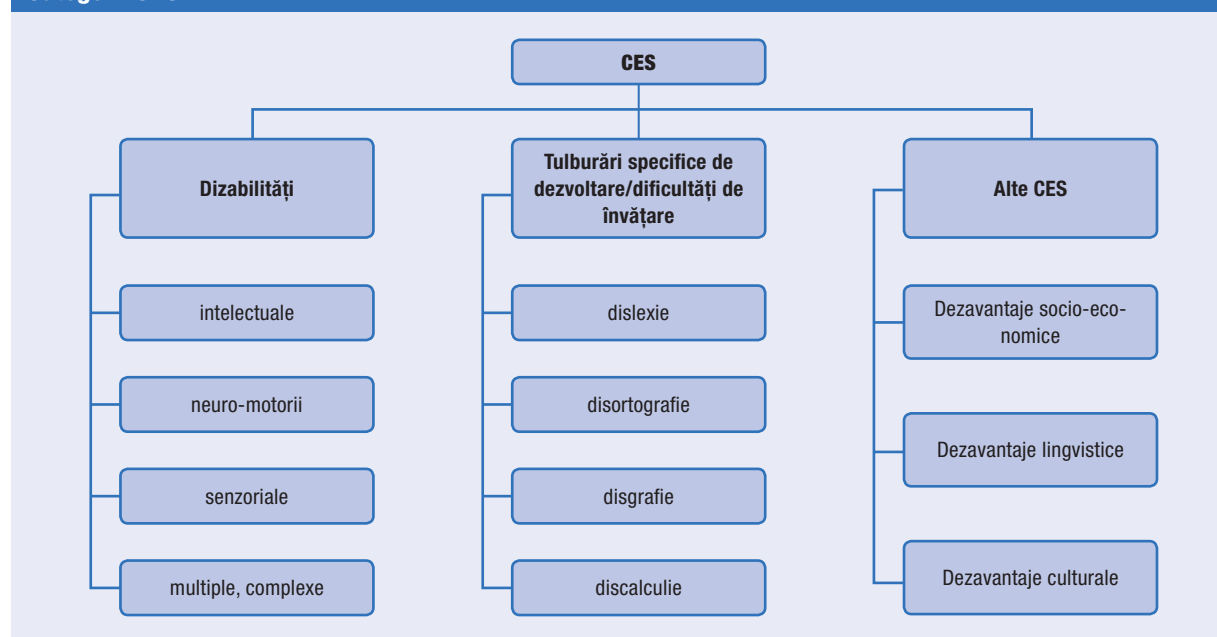 CES
Dizabilități
Tulburări specifice de
dezvoltare/dificultăți de
învățare
Alte CES
intelectuale
neuro-motorii
senzoriale
multiple, complexe
dislexie
disortografie
disgrafie
discalculie
Dezavantaje socio-eco-
nomice
Dezavantaje lingvistice
Dezavantaje culturale